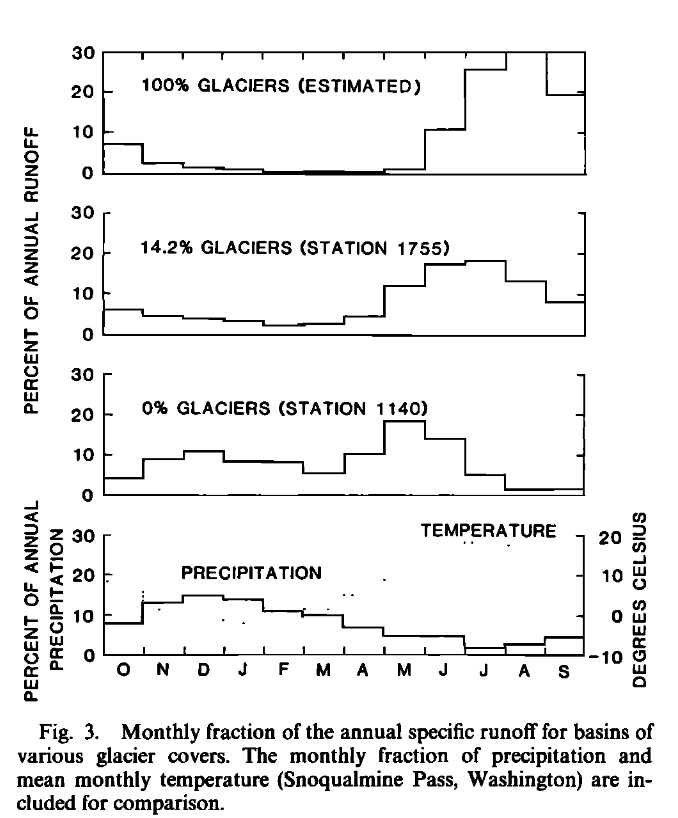 PERCENT OF ANNUAL RUNOFF
30
100% GLACIERS (ESTIMATED)
20
10
0
30
14.2% GLACIERS (STATION 1755)
20
10
0
30
0% GLACIERS (STATION 1140)
20
10
0
PERCENT OF ANNUAL
PRECIPITATION
TEMPERATURE
30
20
PRECIPITATION
10
0
20
10
0
-10
DEGREES CELSIUS
O N D J F M A M J J A S
Fig. 3. Monthly fraction of the annual specific runoff for basins of
various glacier covers. The monthly fraction of precipitation and
mean monthly temperature (Snoqualmine Pass, Washington) are in-
cluded for comparison.